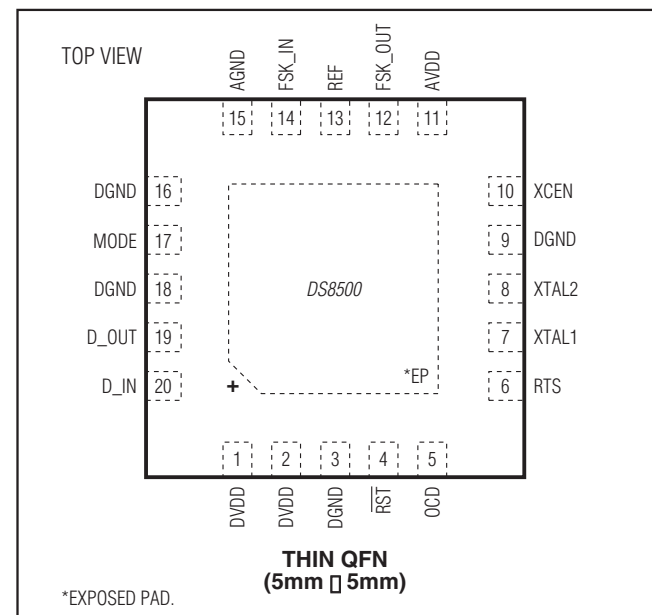 TOP VIEW
AGND FSK_IN REF FSK_OUT AVDD
15 14 13 12 11
DGND 16 10 XCEN
MODE 17 9 DGND
DGND 18 DS8500 8 XTAL2
D_OUT 19 7 XTAL1
D_IN 20 + *EP 6 RTS
1 2 3 4 5
DVDD DVDD DGND RST OCD
THIN QFN
(5mm ▯ 5mm)
*EXPOSED PAD.